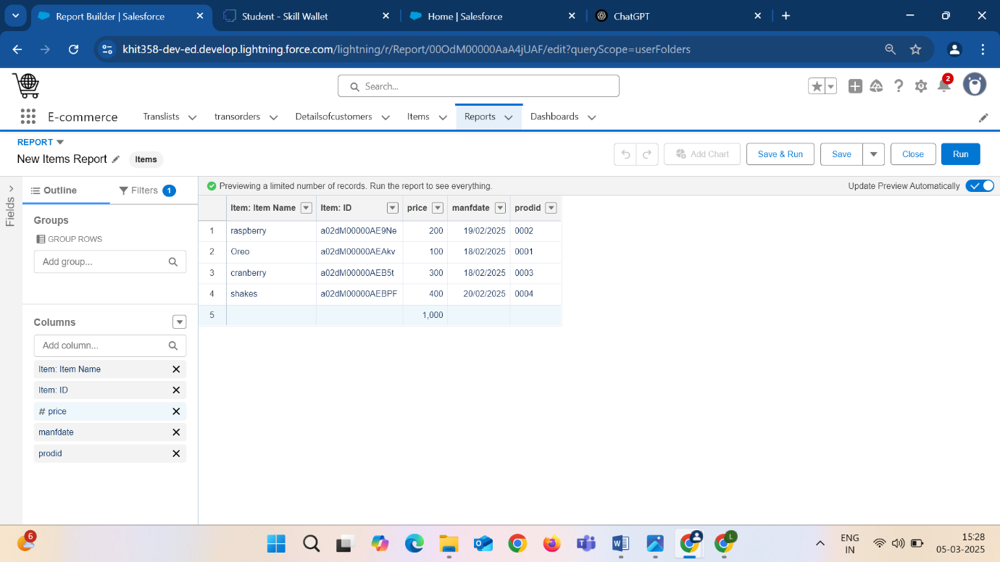 Report Builder | Salesforce
Student - Skill Wallet
Home | Salesforce
ChatGPT
khit358-dev-ed.develop.lightning.force.com/lightning/r/Report/00OdM00000AaA4jUAF/edit?queryScope=userFolders
Search...
2
E-commerce Translists transorders Detailsofcustomers Items Reports Dashboards
REPORT
New Items Report Items
Add Chart Save & Run Save Close Run
Fields
Outline Filters 1
Previewing a limited number of records. Run the report to see everything. Update Preview Automatically
Groups
GROUP ROWS
Add group...
Columns
Add column...
Item: Item Name
Item: ID
# price
manfdate
prodid
Item: Item Name Item: ID price manfdate prodid
1 raspberry a02dM00000AE9Ne 200 19/02/2025 0002
2 Oreo a02dM00000AEAkv 100 18/02/2025 0001
3 cranberry a02dM00000AEB5t 300 18/02/2025 0003
4 shakes a02dM00000AEBPF 400 20/02/2025 0004
5 1,000
6
L
ENG
IN
15:28
05-03-2025